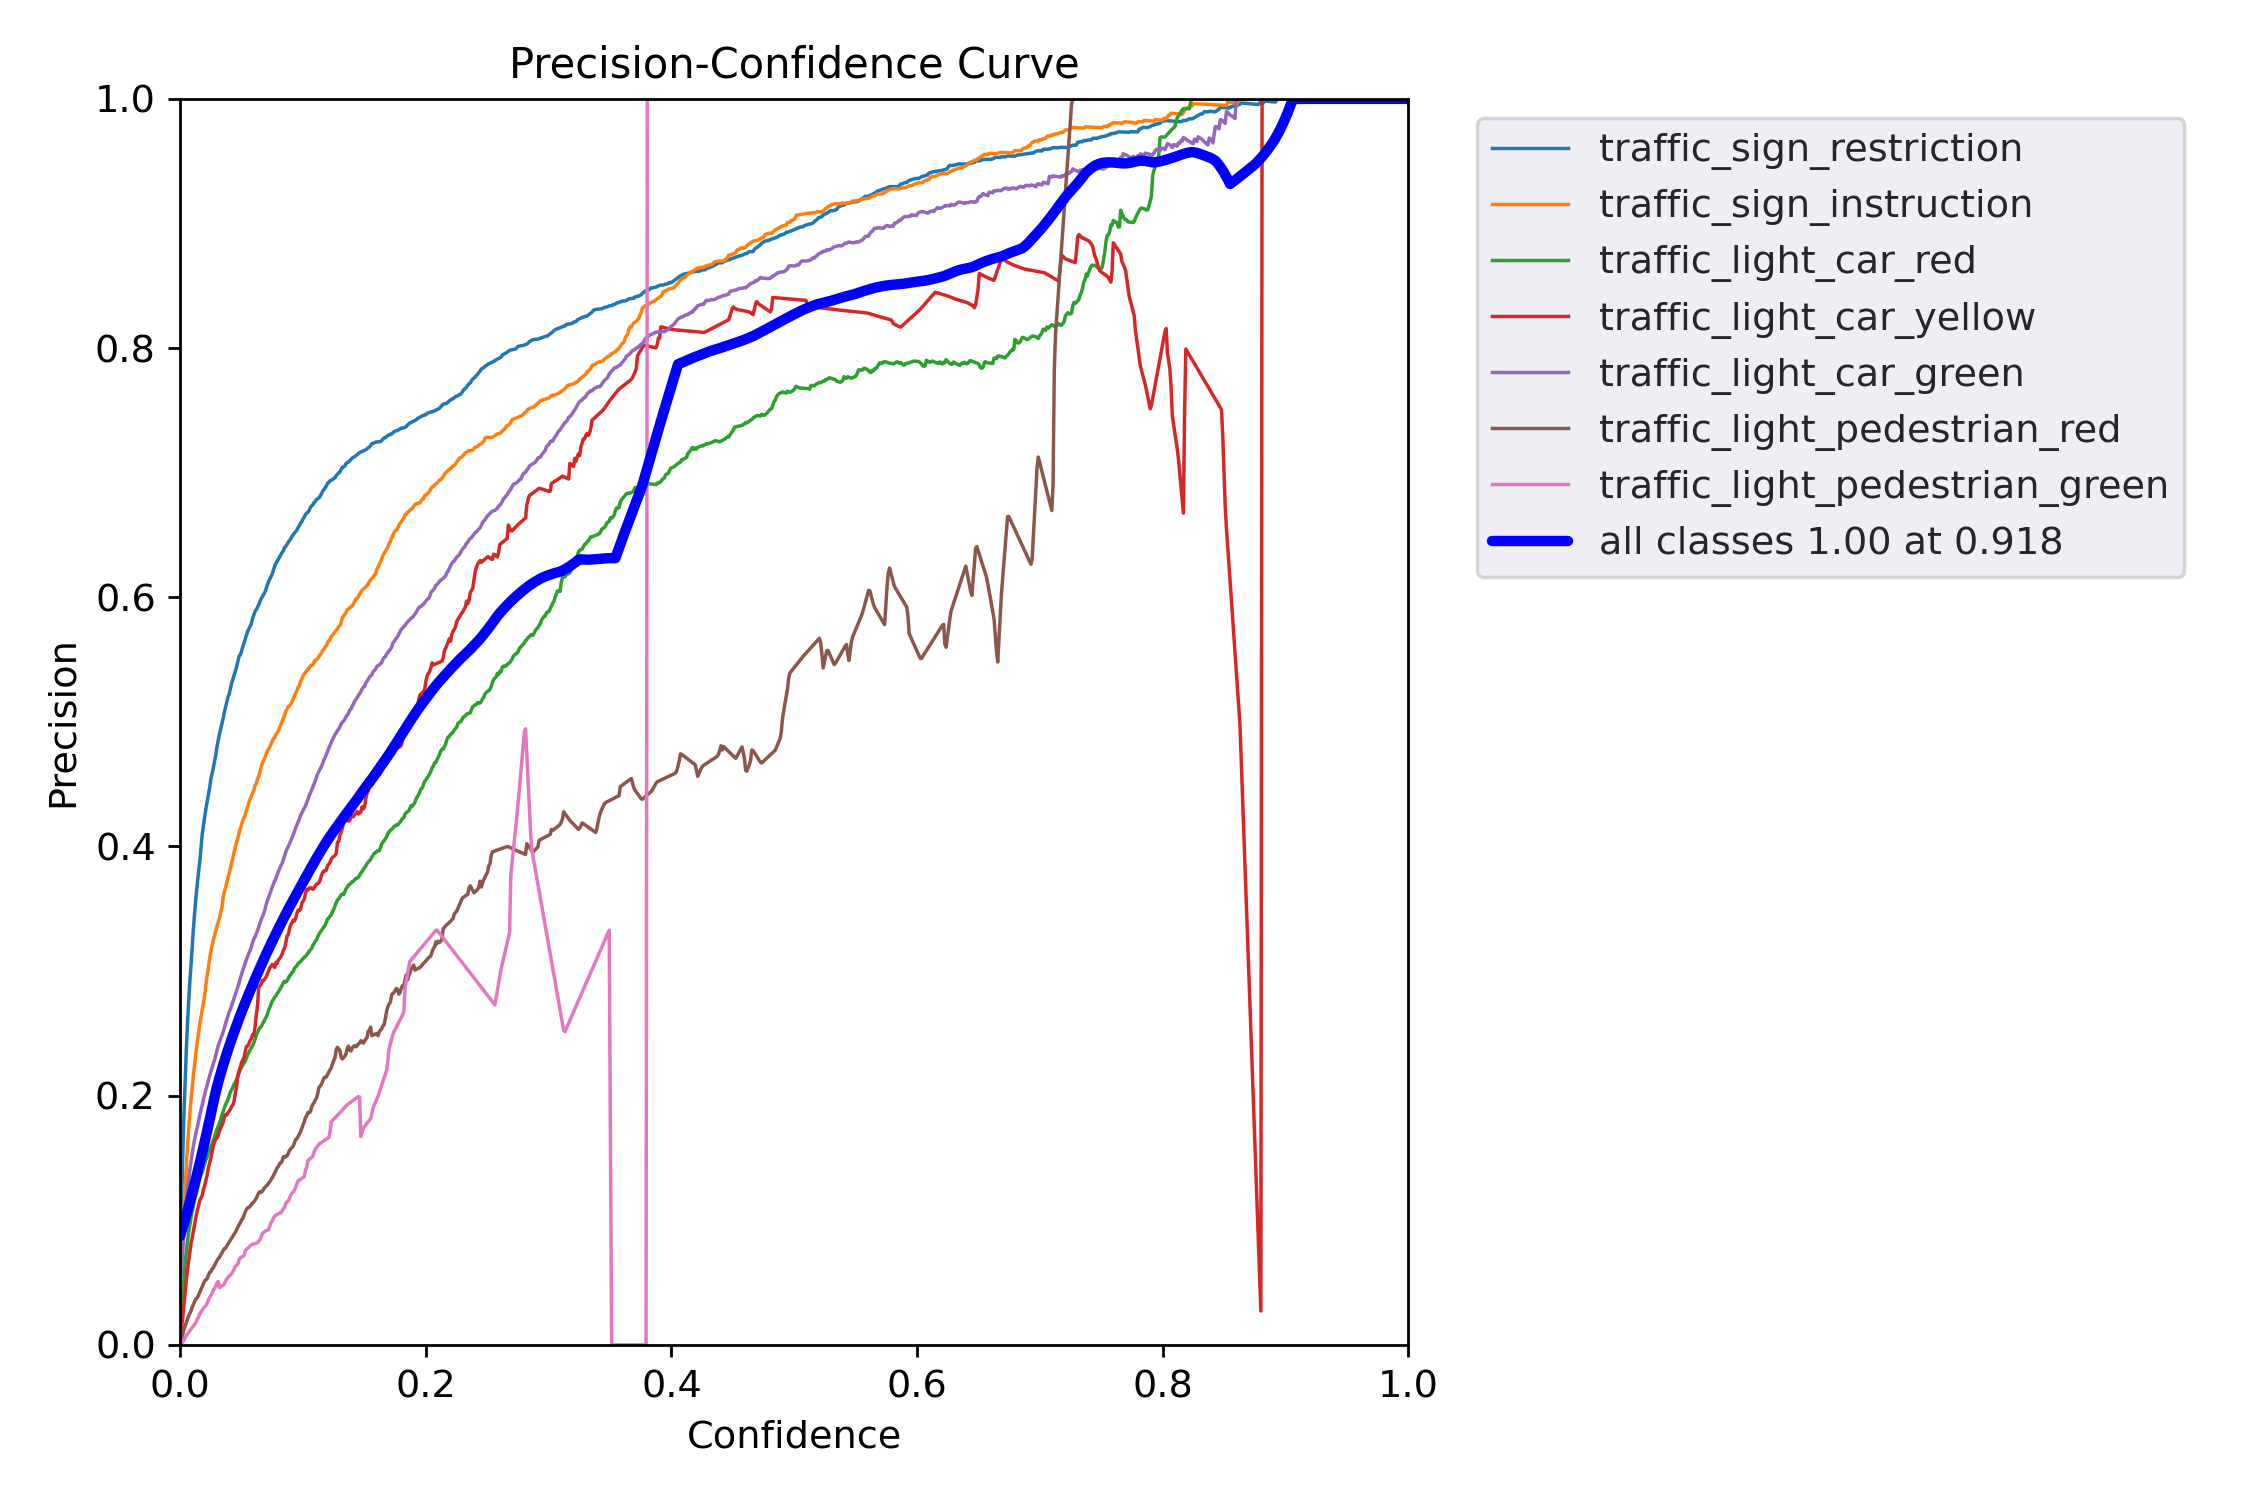 Precision-Confidence Curve
1.0
0.8
0.6
0.4
0.2
0.0
Precision
0.0 0.2 0.4 0.6 0.8 1.0
Confidence
traffic_sign_restriction
traffic_sign_instruction
traffic_light_car_red
traffic_light_car_yellow
traffic_light_car_green
traffic_light_pedestrian_red
traffic_light_pedestrian_green
all classes 1.00 at 0.918